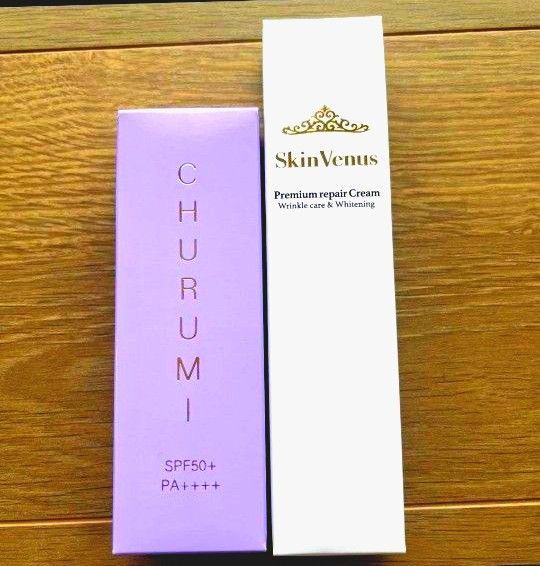 CHURUMI
SPF50+
PA++++
SkinVenus
Premium repair Cream
Wrinkle care & Whitening